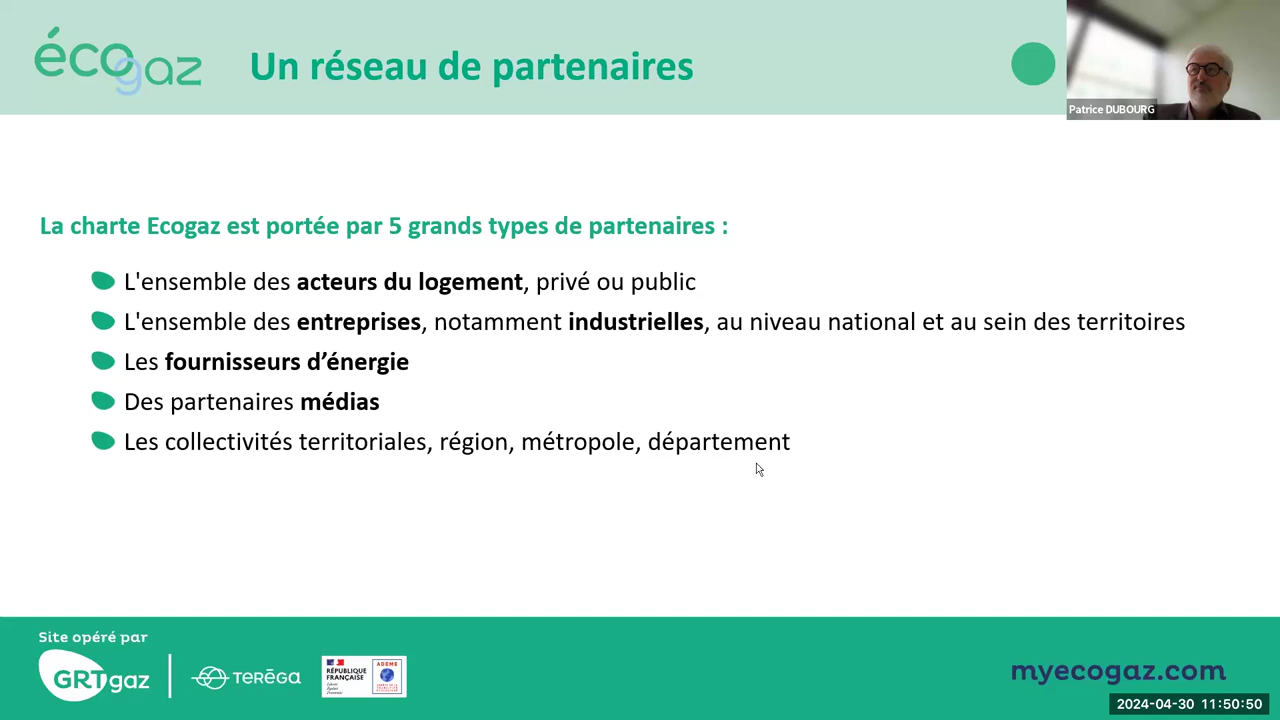 écogaz
Un réseau de partenaires
Patrice DUBOURG
La charte Ecogaz est portée par 5 grands types de partenaires :
L'ensemble des acteurs du logement, privé ou public
L'ensemble des entreprises, notamment industrielles, au niveau national et au sein des territoires
Les fournisseurs d’énergie
Des partenaires médias
Les collectivités territoriales, région, métropole, département
Site opéré par
GRTgaz
TERĒGA
RÉPUBLIQUE
FRANÇAISE
Liberté
Égalité
Fraternité
ADEME
myecogaz.com
2024-04-30 11:50:50